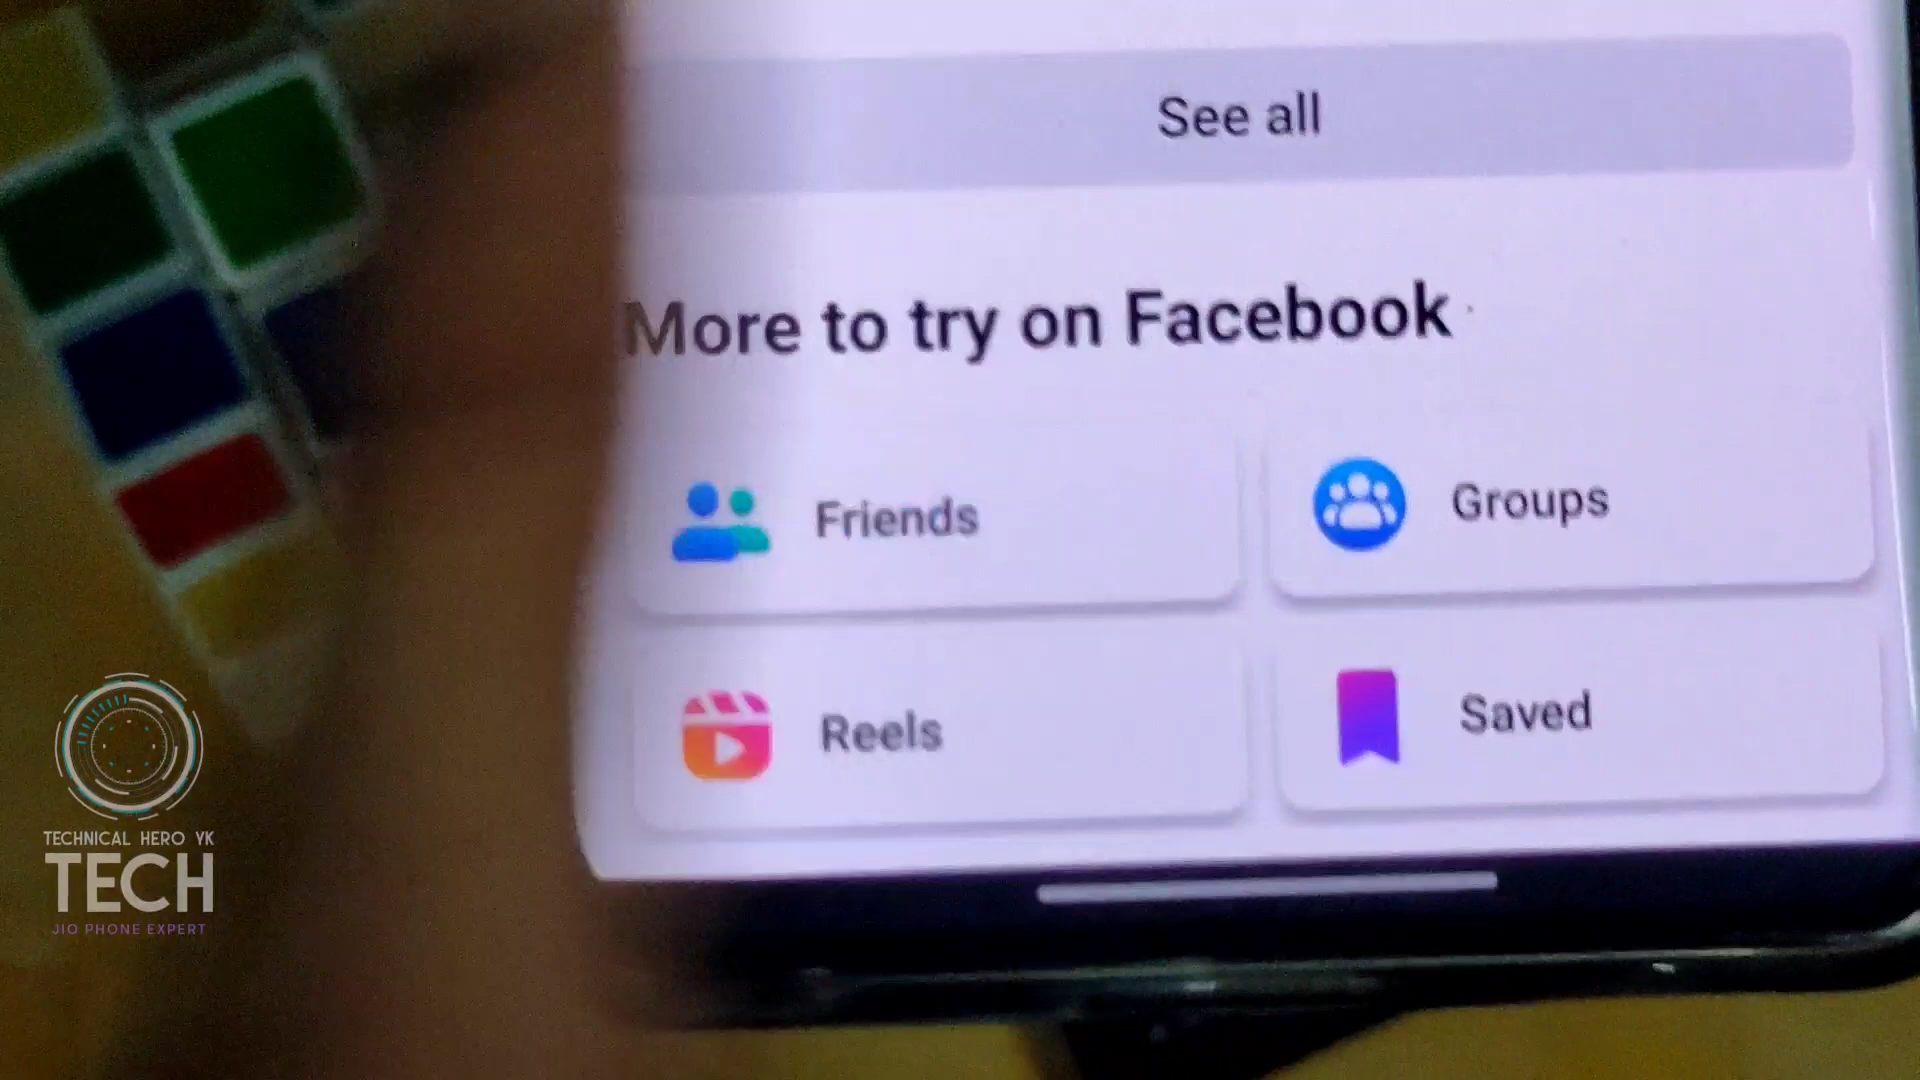 See all
More to try on Facebook
Friends
Groups
Reels
Saved
TECHNICAL HERO YK
TECH
JIO PHONE EXPERT